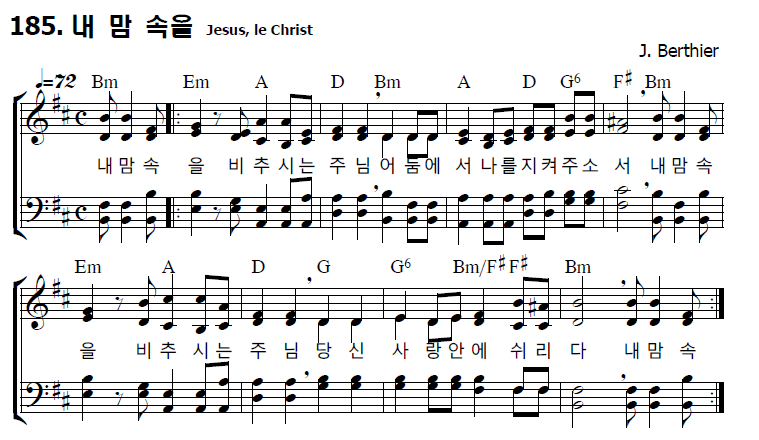 185. 내 맘 속을 Jesus, le Christ
J. Berthier
♩=72 Bm Em A D Bm A D G6 F♯ Bm
내 맘 속 을 비 추 시 는 주 님 어 둠 에 서 나 를 지 켜 주 소 서 내 맘 속
Em A D G G6 Bm/F♯ F♯ Bm
을 비 추 시 는 주 님 당 신 사 랑 안 에 쉬 리 다 내 맘 속